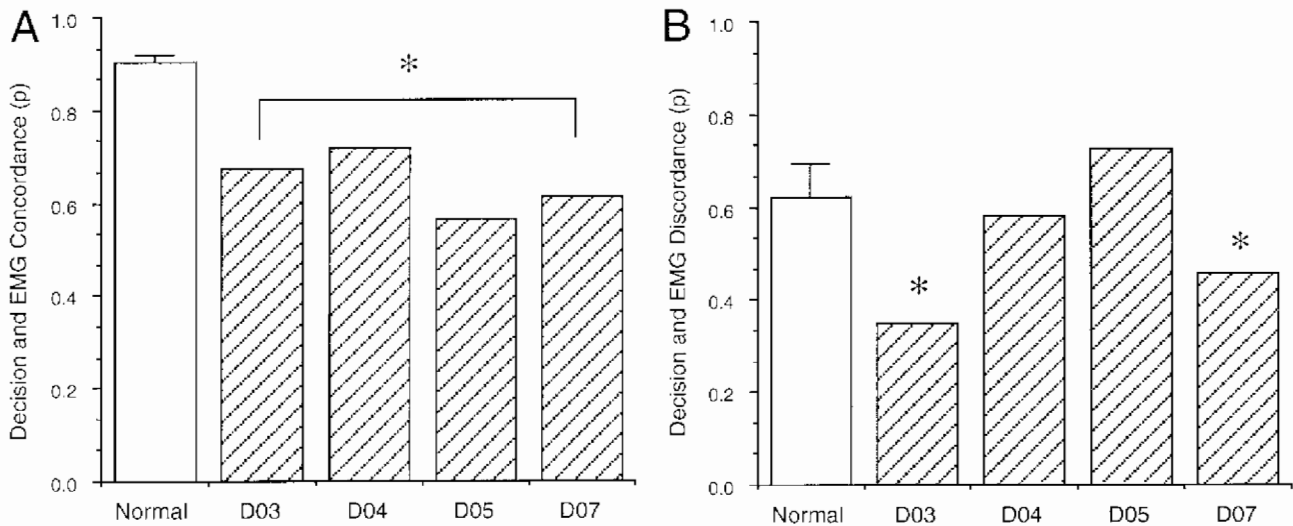 A
Decision and EMG Concordance (p)
1.0
0.8
0.6
0.4
0.2
0.0
*
Normal D03 D04 D05 D07
B
Decision and EMG Discordance (p)
1.0
0.8
0.6
0.4
0.2
0.0
*
*
Normal D03 D04 D05 D07